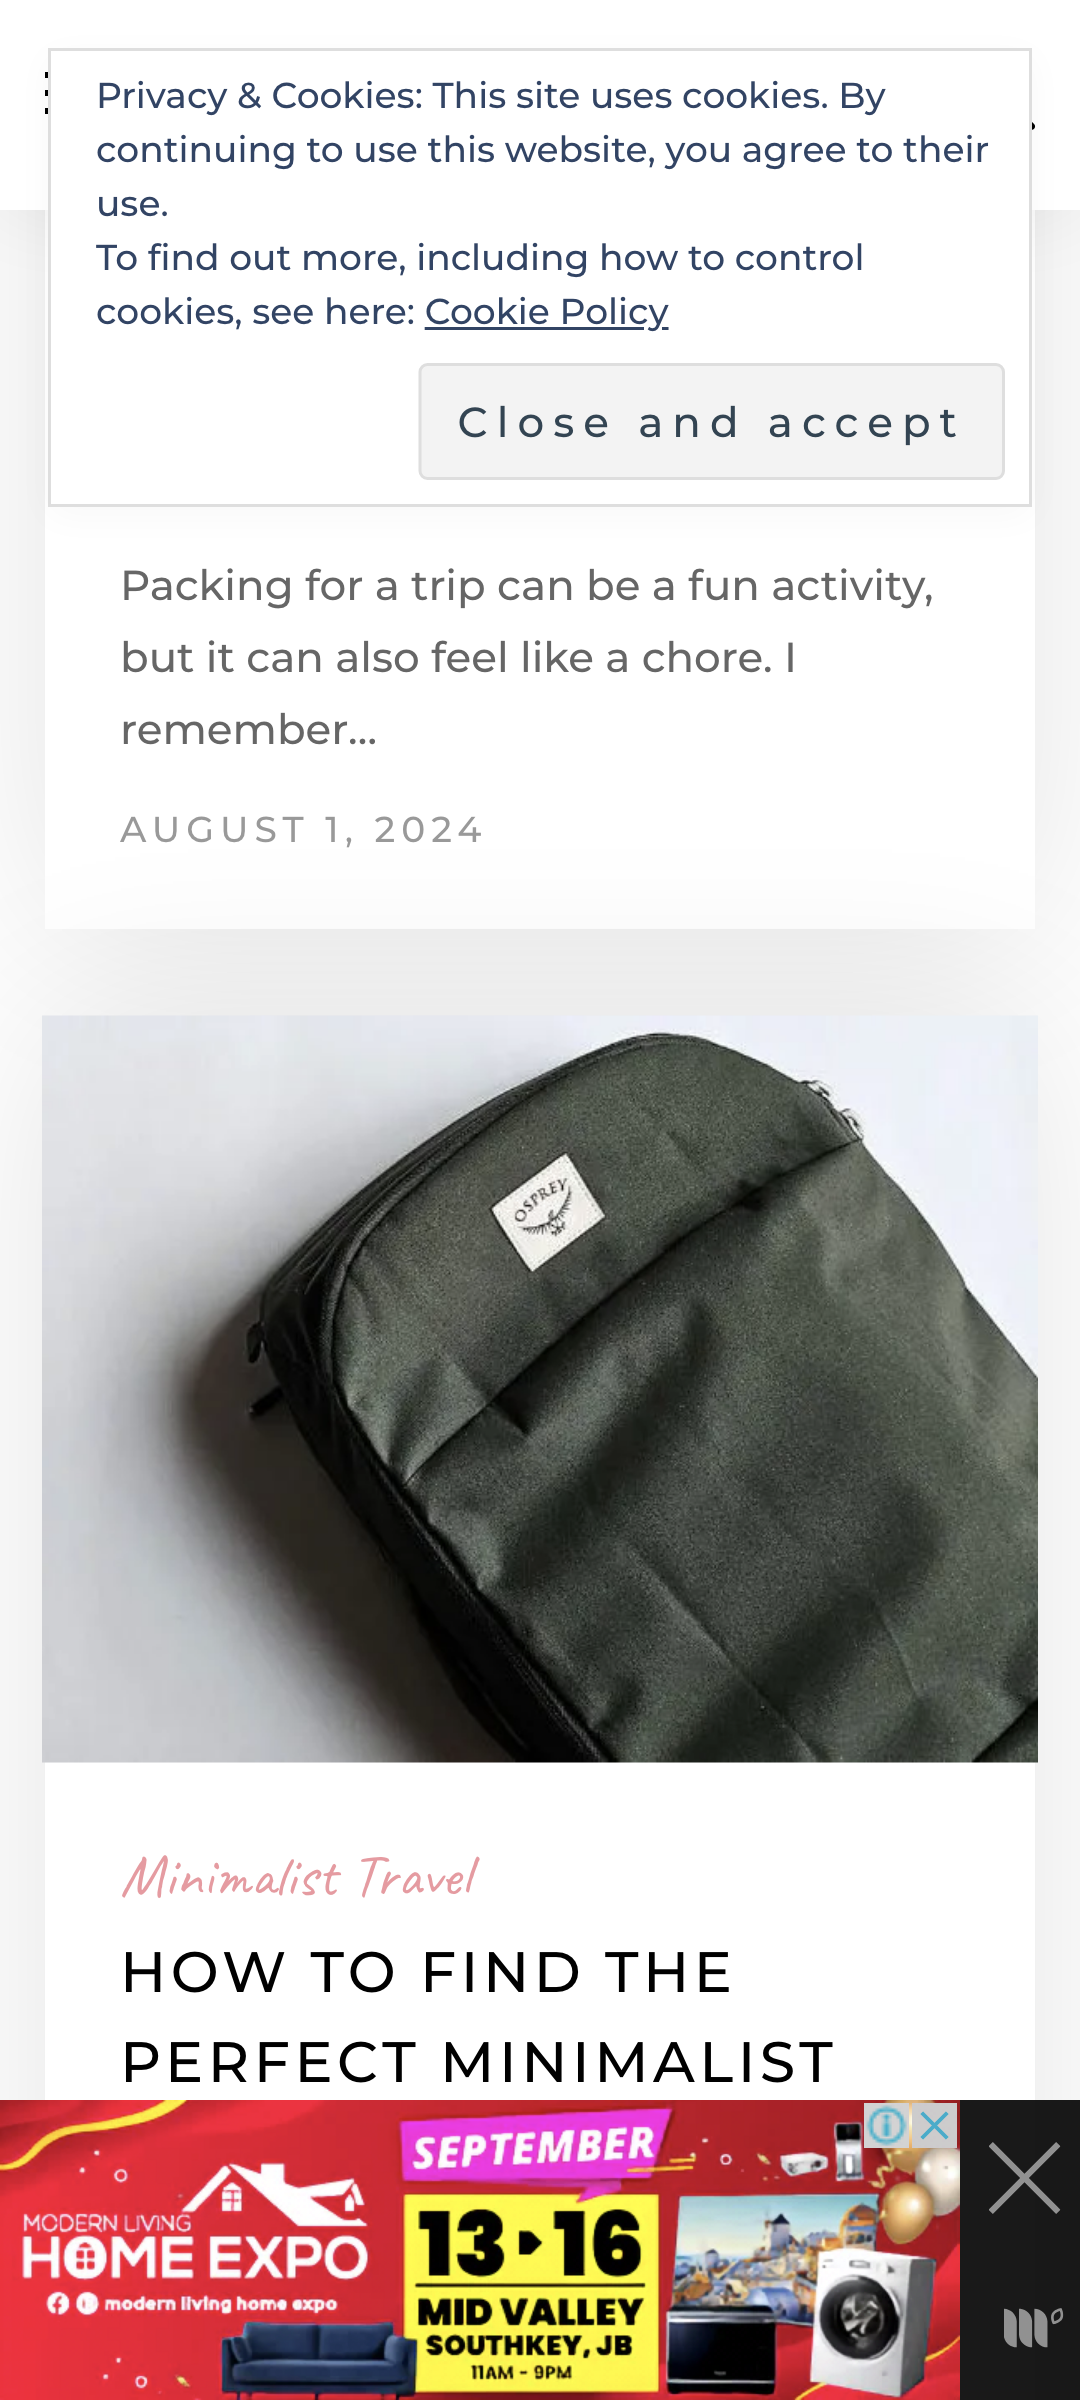 Privacy & Cookies: This site uses cookies. By
continuing to use this website, you agree to their
use.
To find out more, including how to control
cookies, see here: Cookie Policy
Close and accept
Packing for a trip can be a fun activity,
but it can also feel like a chore. I
remember...
AUGUST 1, 2024
OSPREY
Minimalist Travel
HOW TO FIND THE
PERFECT MINIMALIST
SEPTEMBER
MODERN LIVING
HOME EXPO
modern living home expo
13 ▸ 16
MID VALLEY
SOUTHKEY, JB
11AM - 9PM